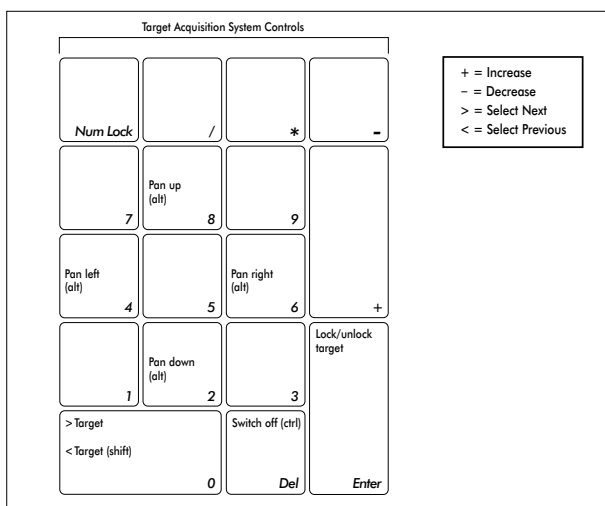 Target Acquisition System Controls
+ = Increase
– = Decrease
> = Select Next
< = Select Previous
Num Lock
/
*
-
Pan up
(alt)
7
8
9
Pan left
(alt)
Pan right
(alt)
4
5
6
+
Lock/unlock
target
Pan down
(alt)
1
2
3
> Target
Switch off (ctrl)
< Target (shift)
0
Del
Enter